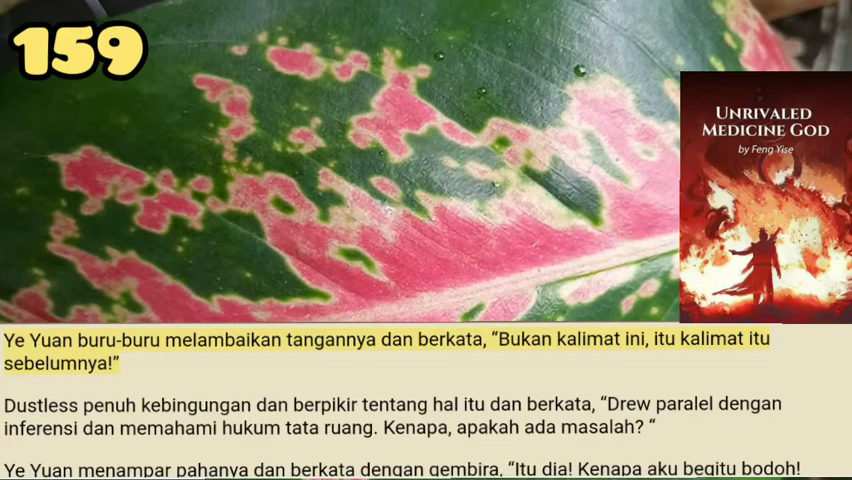 159
UNRIVALED
MEDICINE GOD
by Feng Yise
Ye Yuan buru-buru melambaikan tangannya dan berkata, “Bukan kalimat ini, itu kalimat itu
sebelumnya!”
Dustless penuh kebingungan dan berpikir tentang hal itu dan berkata, “Drew paralel dengan
inferensi dan memahami hukum tata ruang. Kenapa, apakah ada masalah? “
Ye Yuan menampar pahanya dan berkata dengan gembira, “Itu dia! Kenapa aku begitu bodoh!